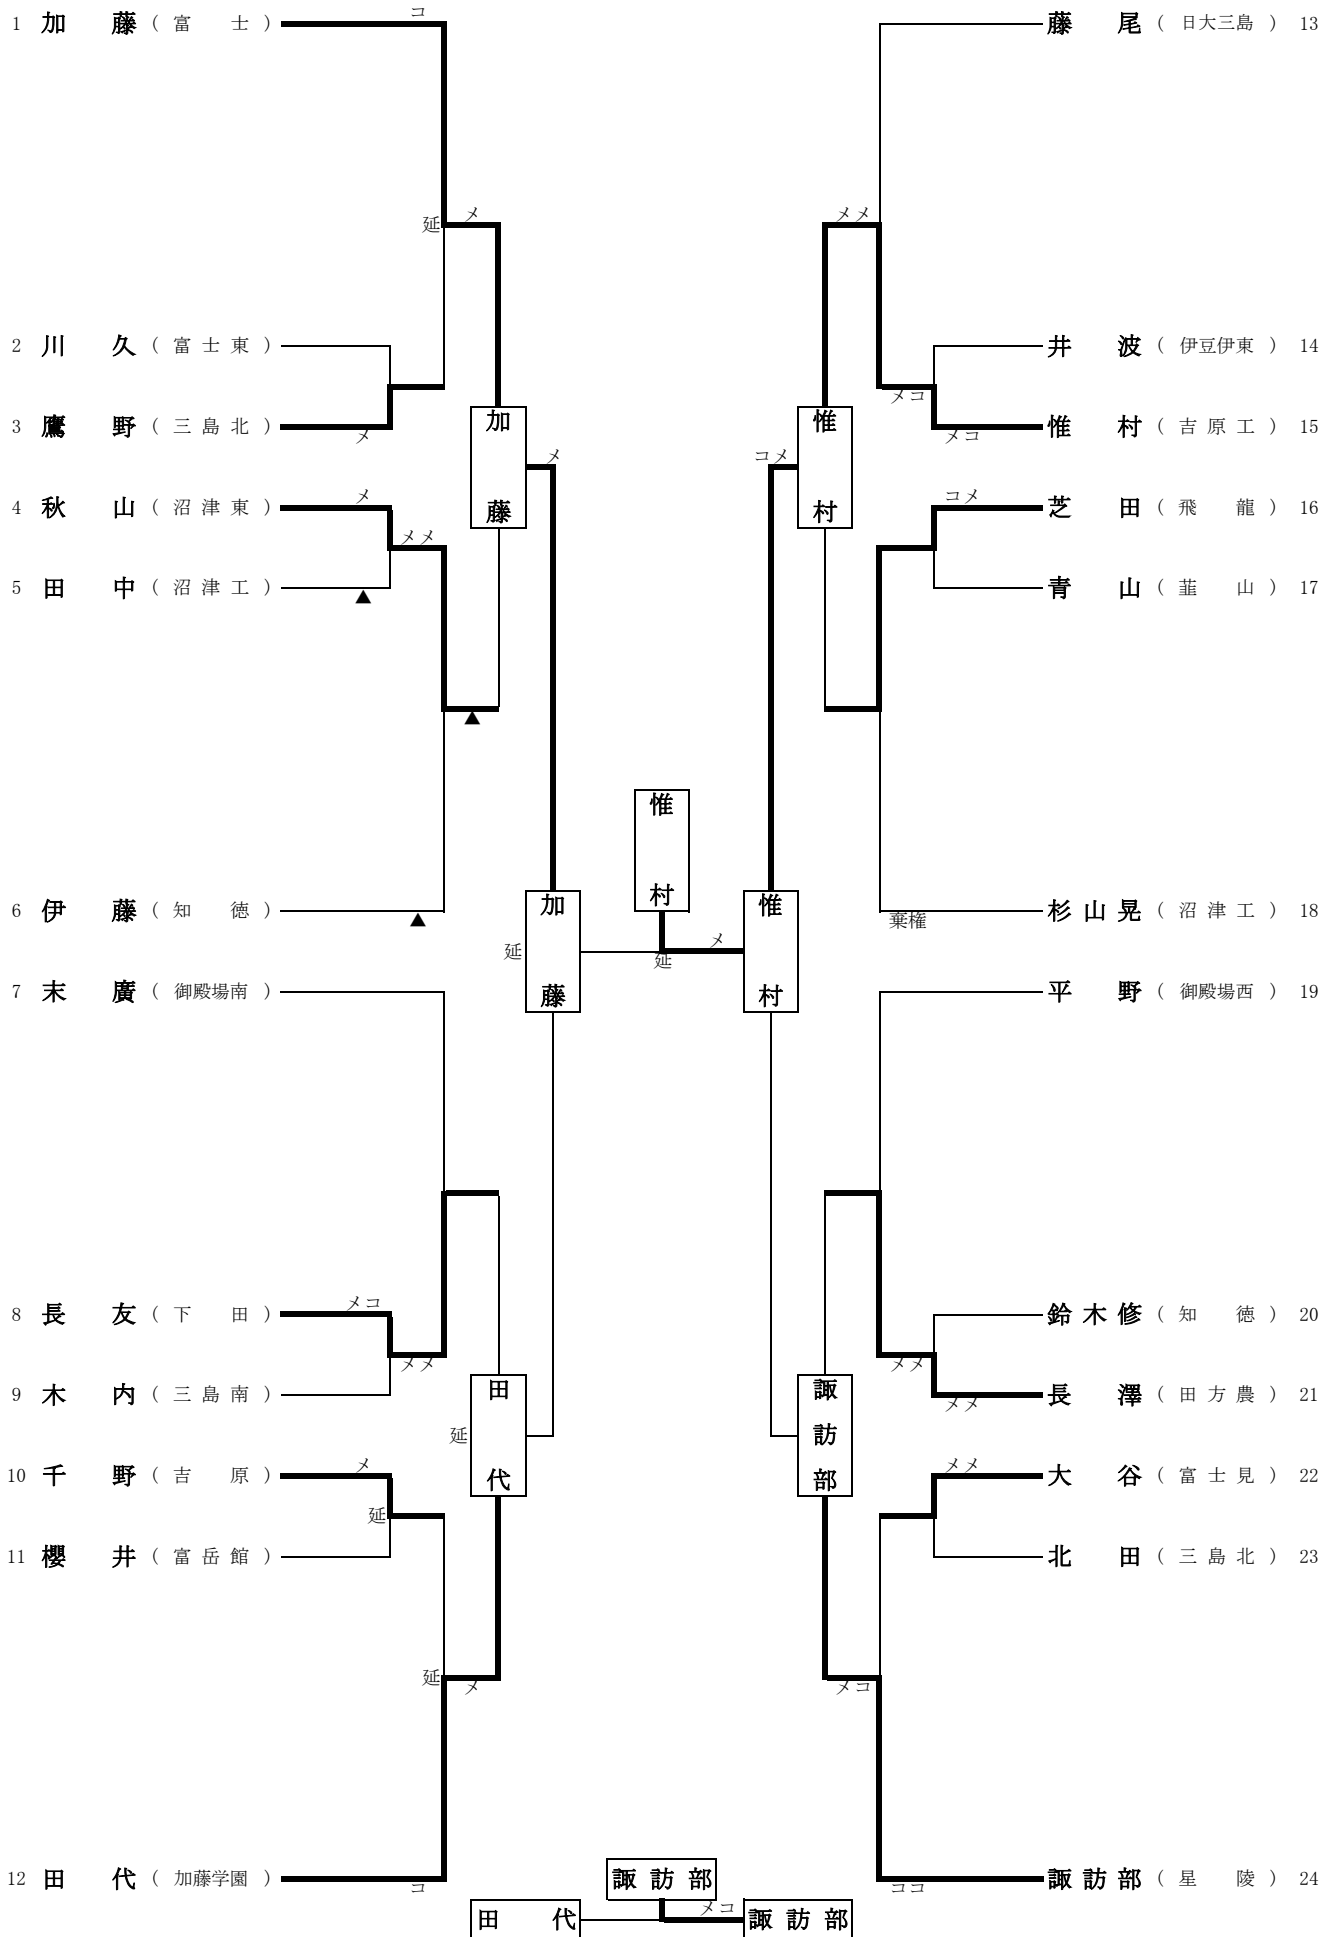 コ
1 加藤 ( 富士 )
藤尾 ( 日大三島 ) 13
メ
メメ
延
2 川久 ( 富士東 )
井波 ( 伊豆伊東 ) 14
メコ
3 鷹野 ( 三島北 )
メ
加藤
惟村
メコ
惟村 ( 吉原工 ) 15
メ
コメ
4 秋山 ( 沼津東 )
メ
コメ
芝田 ( 飛龍 ) 16
メメ
5 田中 ( 沼津工 )
▲
青山 ( 韮山 ) 17
▲
惟村
6 伊藤 ( 知徳 )
▲
加藤
惟村
棄権
杉山晃 ( 沼津工 ) 18
延
メ
延
7 末廣 ( 御殿場南 )
平野 ( 御殿場西 ) 19
8 長友 ( 下田 )
メコ
鈴木修 ( 知徳 ) 20
メメ
メメ
9 木内 ( 三島南 )
田代
諏訪部
メメ
長澤 ( 田方農 ) 21
延
10 千野 ( 吉原 )
メ
メメ
大谷 ( 富士見 ) 22
延
11 櫻井 ( 富岳館 )
北田 ( 三島北 ) 23
延
メ
メコ
12 田代 ( 加藤学園 )
コ
諏訪部
ココ
諏訪部 ( 星陵 ) 24
田代
メコ
諏訪部